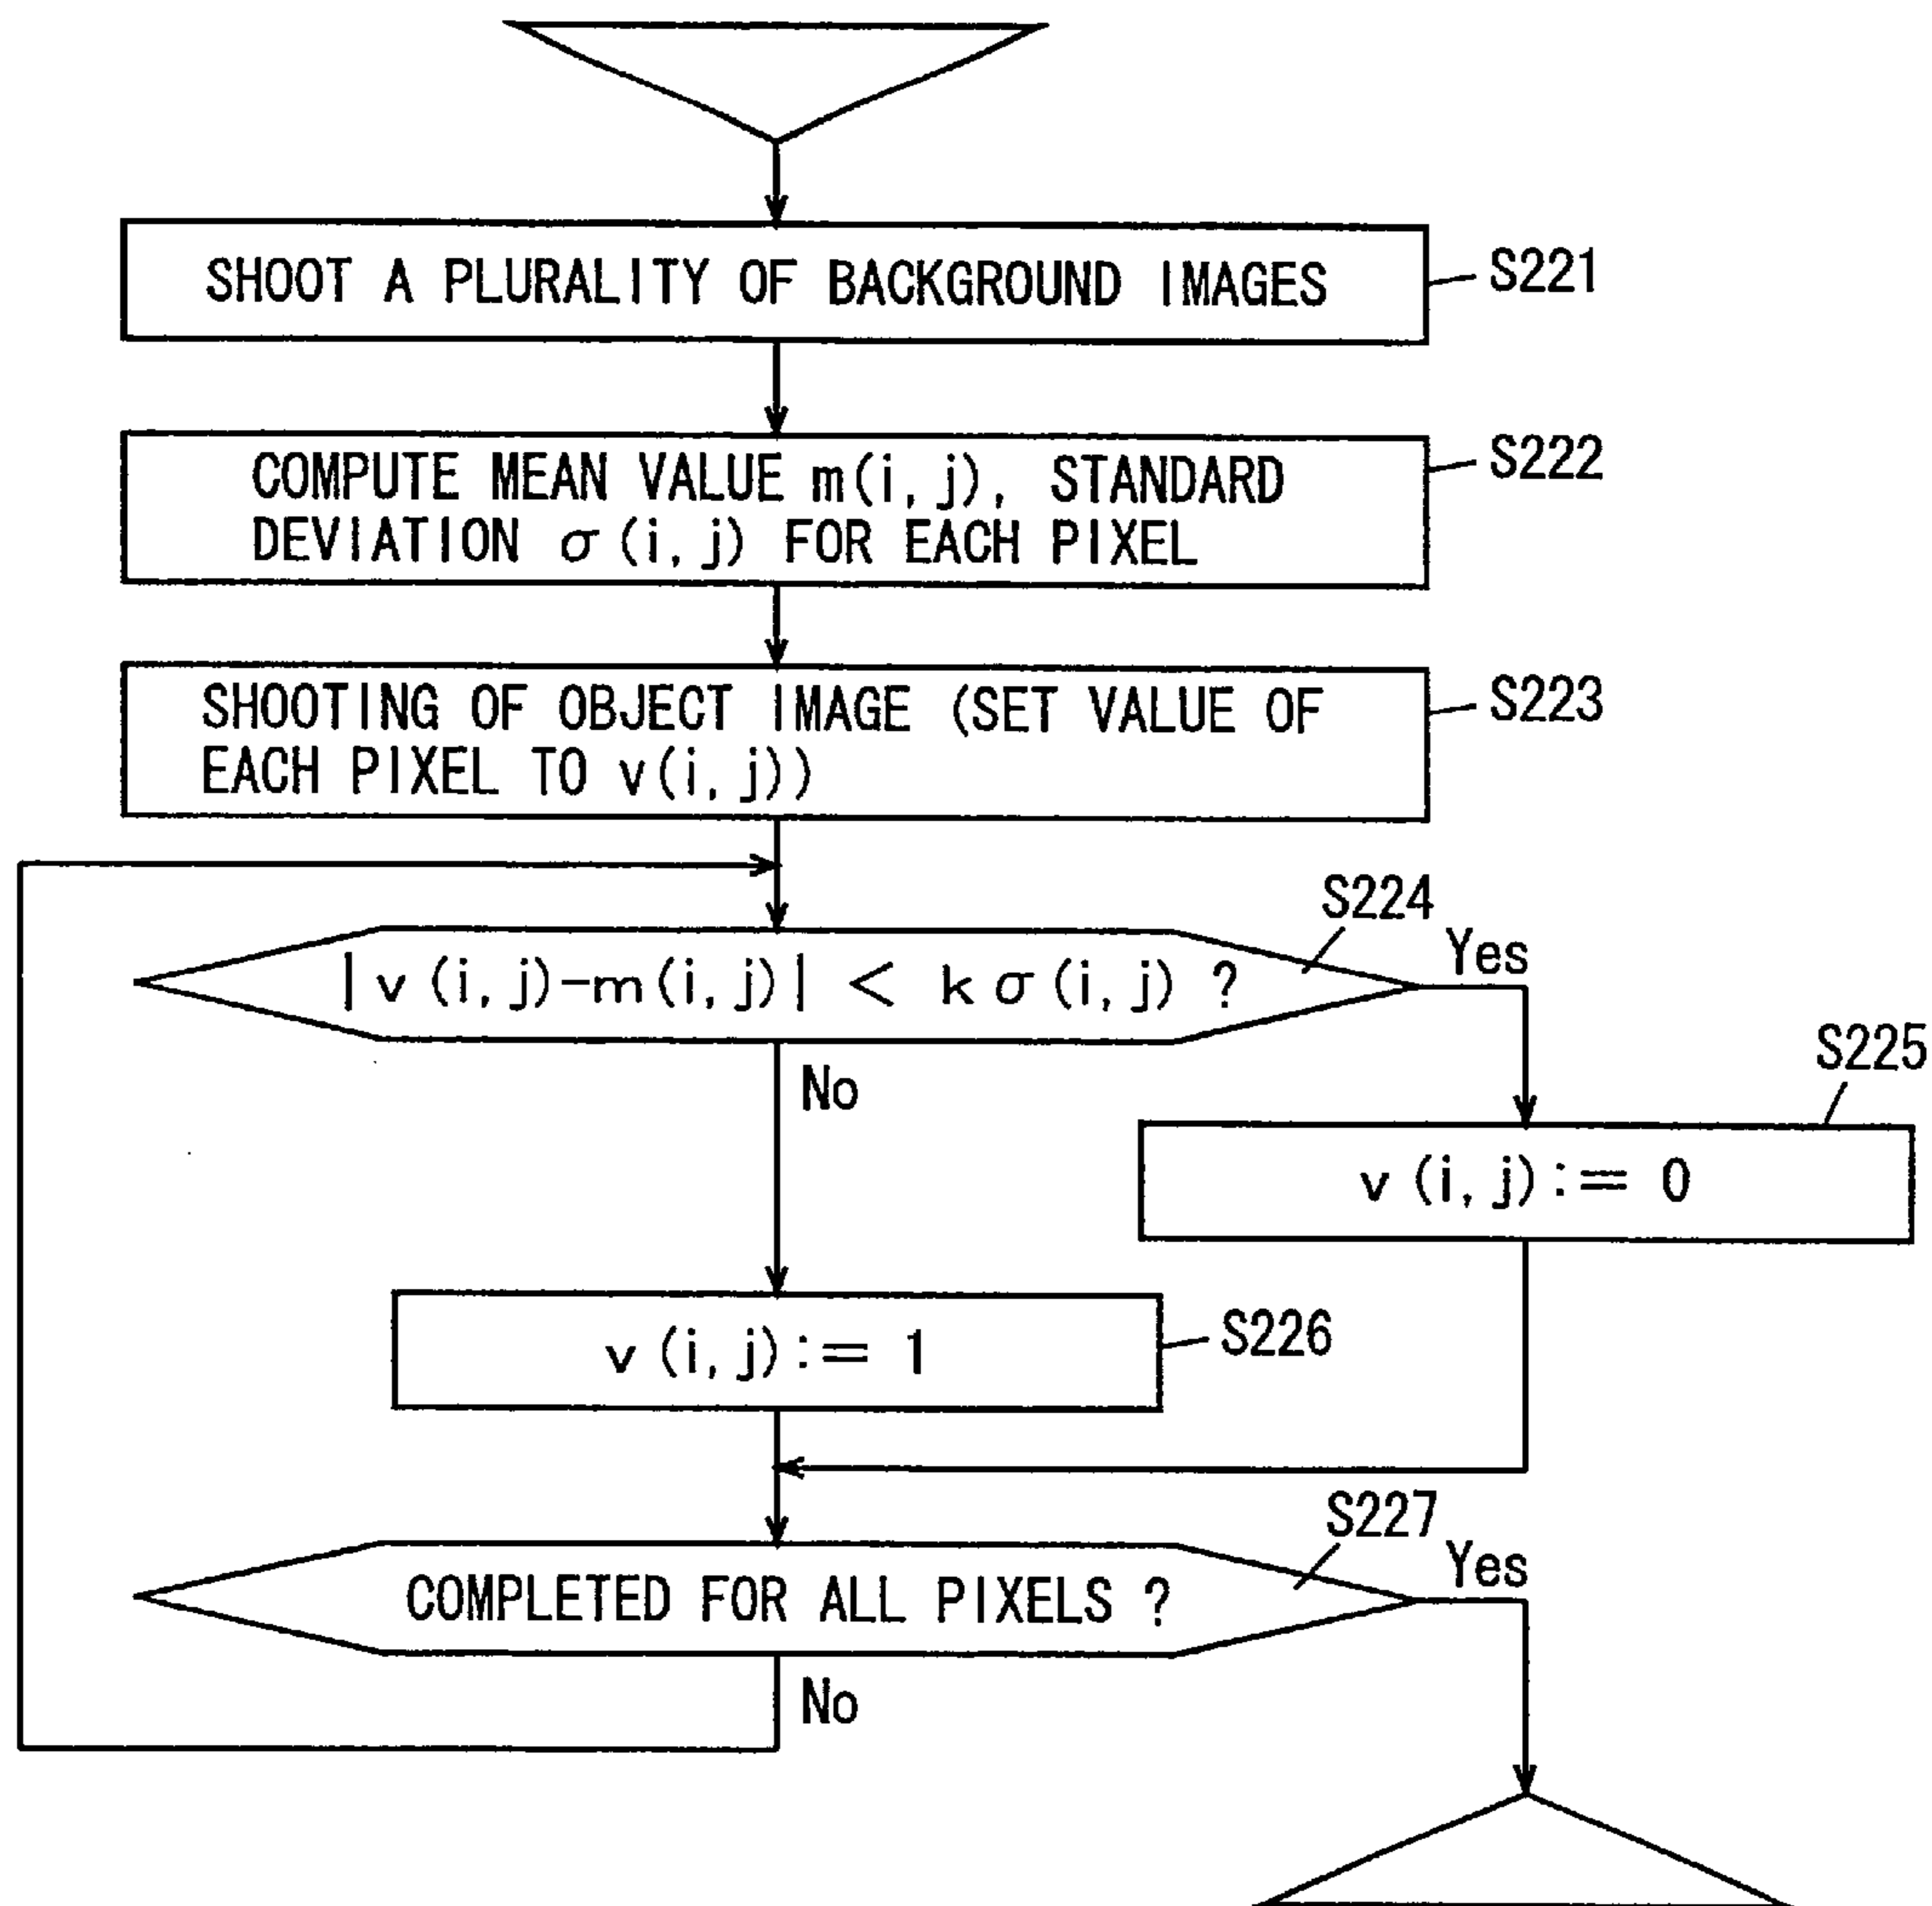 SHOOT A PLURALITY OF BACKGROUND IMAGES
S221
COMPUTE MEAN VALUE m(i, j), STANDARD
DEVIATION σ(i, j) FOR EACH PIXEL
S222
SHOOTING OF OBJECT IMAGE (SET VALUE OF
EACH PIXEL TO v(i, j))
S223
S224
|v(i, j)-m(i, j)| < kσ(i, j) ?
Yes
No
S225
v(i, j):= 0
v(i, j):= 1
S226
S227
COMPLETED FOR ALL PIXELS ?
Yes
No